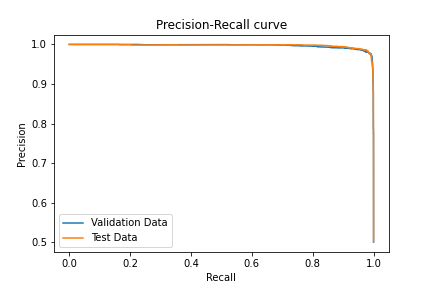 Precision-Recall curve
1.0
0.9
0.8
0.7
0.6
0.5
Precision
Validation Data
Test Data
0.0 0.2 0.4 0.6 0.8 1.0
Recall